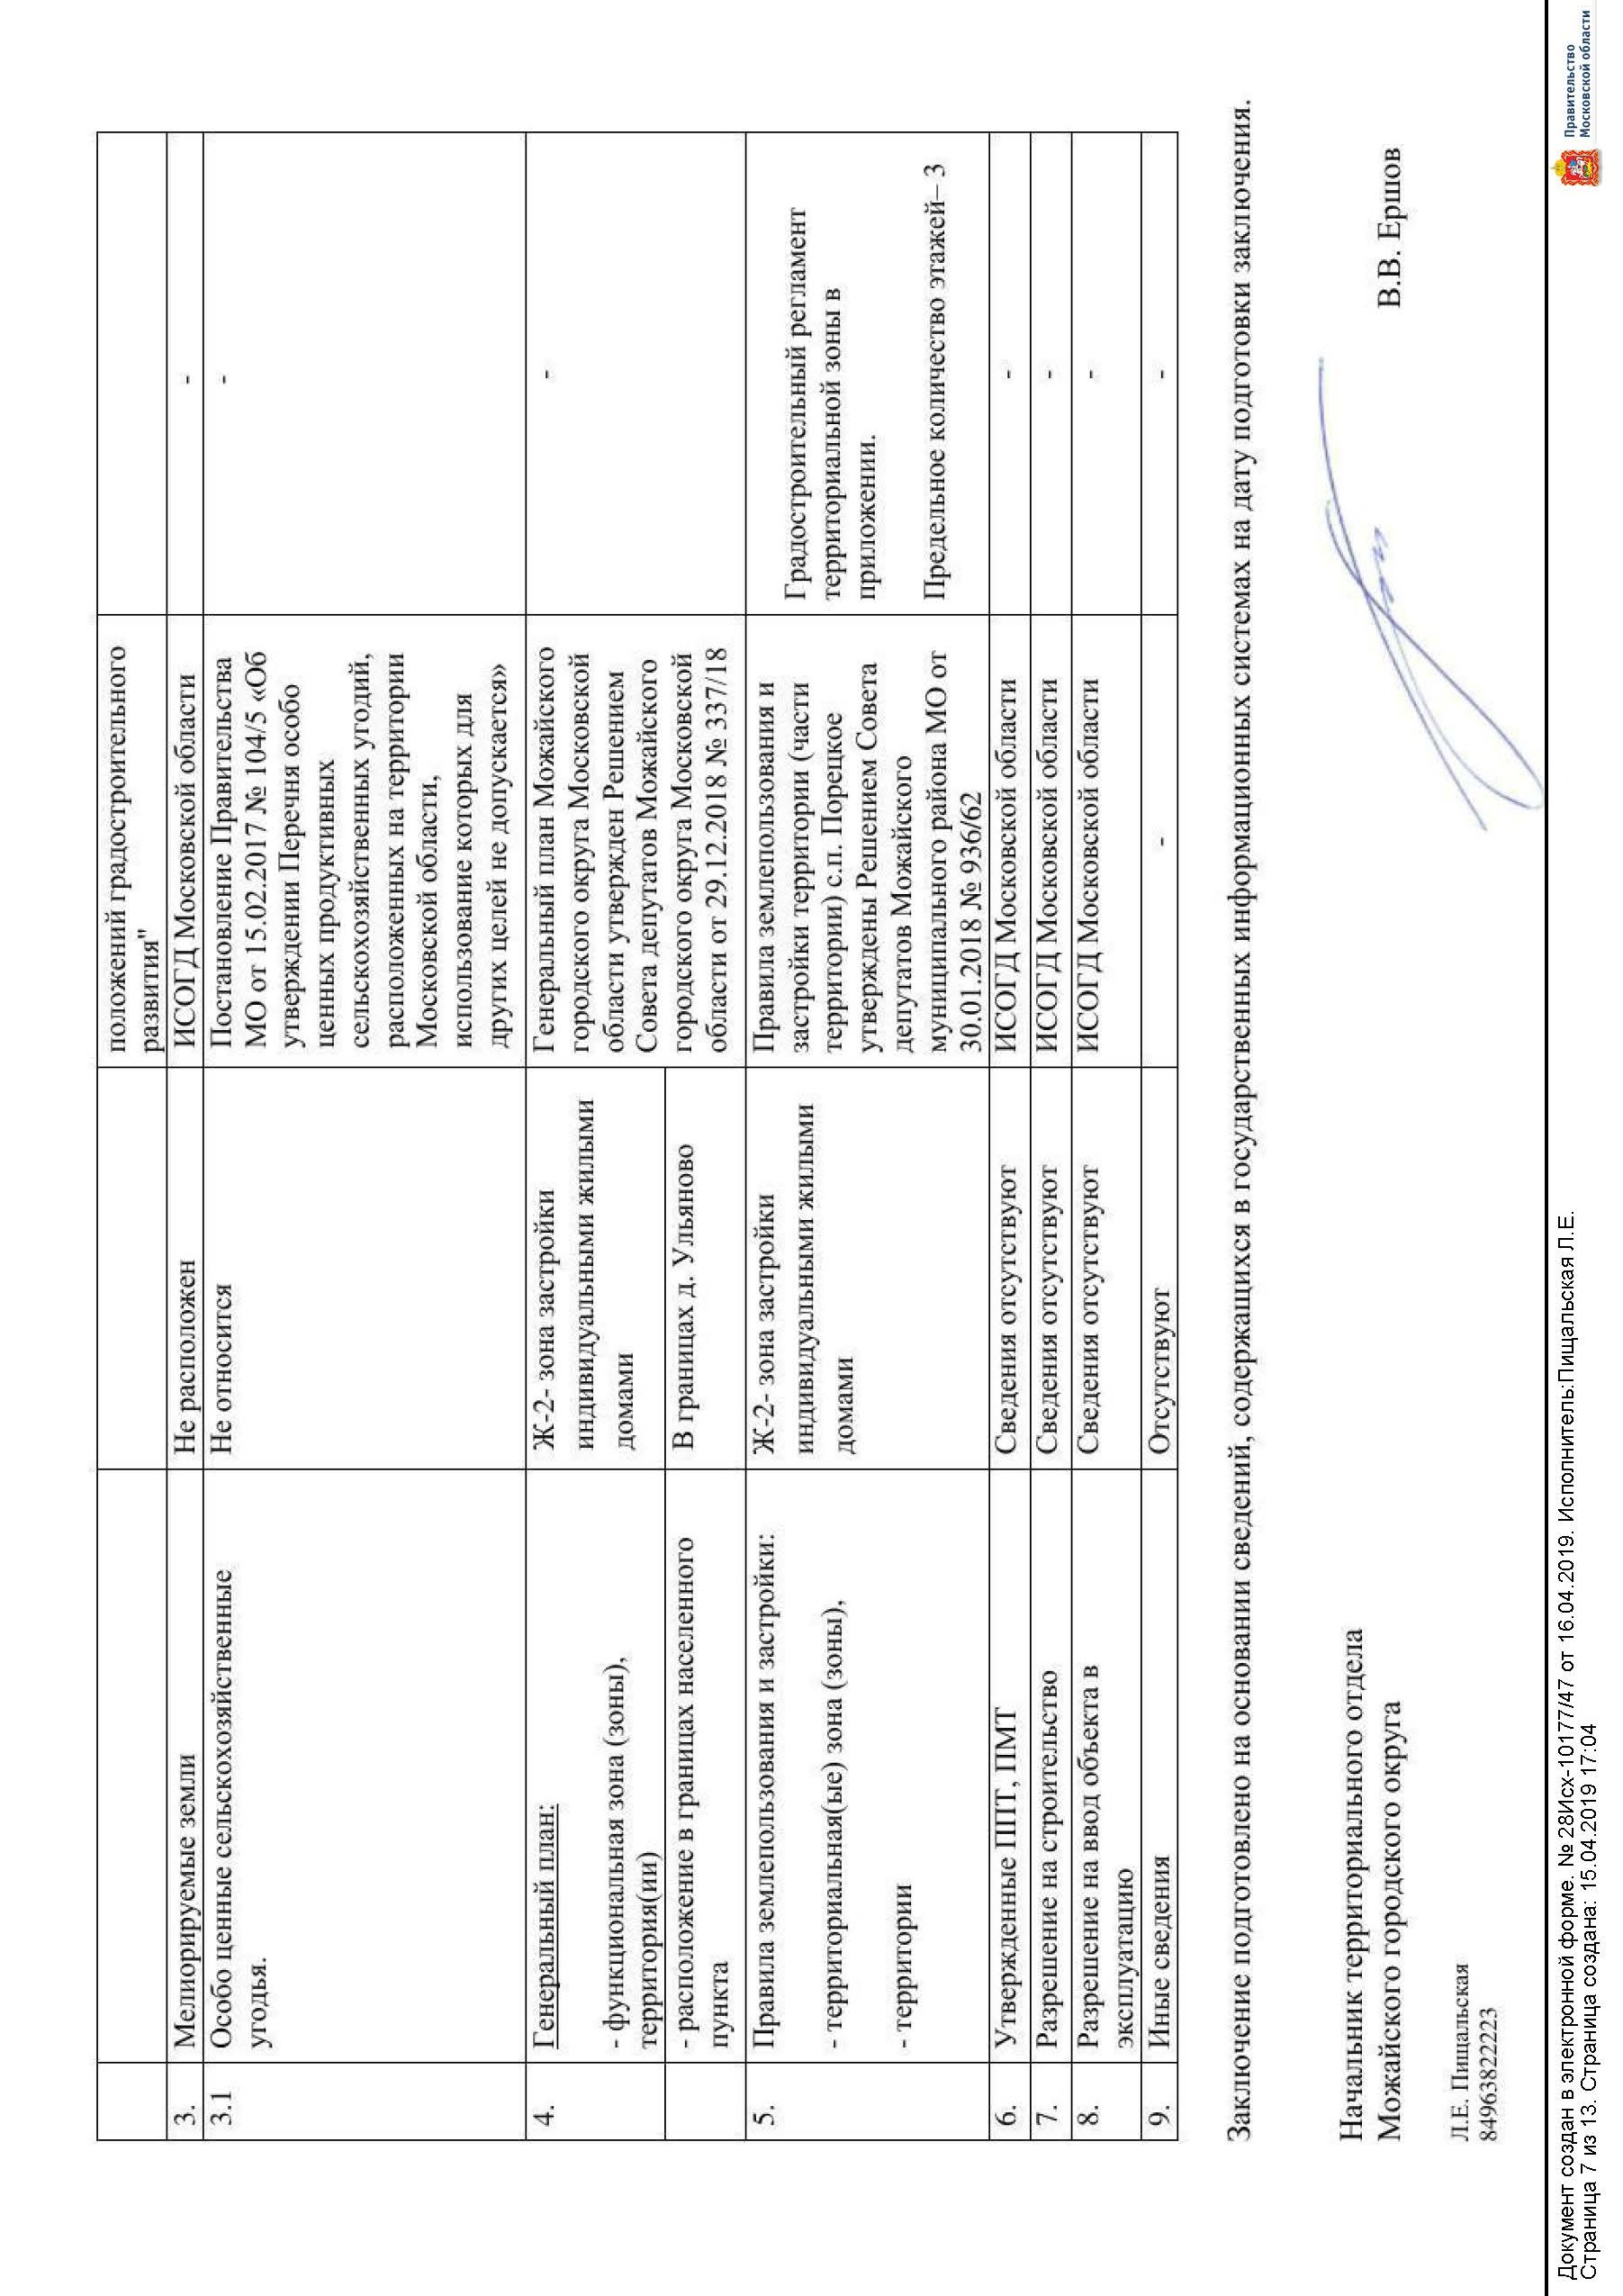 положений градостроительного
развития"
3.
Мелиорируемые земли
Не расположен
ИСОГД Московской области
-
3.1
Особо ценные сельскохозяйственные
угодья.
Не относится
Постановление Правительства
МО от 15.02.2017 № 104/5 «Об
утверждении Перечня особо
ценных продуктивных
сельскохозяйственных угодий,
расположенных на территории
Московской области,
использование которых для
других целей не допускается»
-
4.
Генеральный план:
- функциональная зона (зоны),
территория(ии)
Ж-2- зона застройки
индивидуальными жилыми
домами
Генеральный план Можайского
городского округа Московской
области утвержден Решением
Совета депутатов Можайского
городского округа Московской
области от 29.12.2018 № 337/18
-
- расположение в границах населенного
пункта
В границах д. Ульяново
5.
Правила землепользования и застройки:
- территориальная(ые) зона (зоны),
- территории
Ж-2- зона застройки
индивидуальными жилыми
домами
Правила землепользования и
застройки территории (части
территории) с.п. Порецкое
утверждены Решением Совета
депутатов Можайского
муниципального района МО от
30.01.2018 № 936/62
Градостроительный регламент
территориальной зоны в
приложении.
Предельное количество этажей– 3
6.
Утвержденные ППТ, ПМТ
Сведения отсутствуют
ИСОГД Московской области
-
7.
Разрешение на строительство
Сведения отсутствуют
ИСОГД Московской области
-
8.
Разрешение на ввод объекта в
эксплуатацию
Сведения отсутствуют
ИСОГД Московской области
-
9.
Иные сведения
Отсутствуют
-
-
Заключение подготовлено на основании сведений, содержащихся в государственных информационных системах на дату подготовки заключения.
Начальник территориального отдела
Можайского городского округа
В.В. Ершов
Л.Е. Пищальская
84963822223
Документ создан в электронной форме. № 28Исх-10177/47 от 16.04.2019. Исполнитель:Пищальская Л.Е.
Страница 7 из 13. Страница создана: 15.04.2019 17:04
Правительство
Московской области